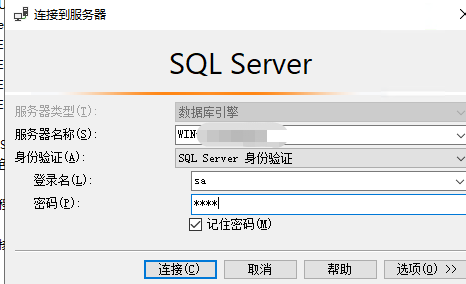 连接到服务器
SQL Server
服务器类型(T): 数据库引擎
服务器名称(S): WIN
身份验证(A): SQL Server 身份验证
登录名(L): sa
密码(P): ****
记住密码(M)
连接(C) 取消 帮助 选项(O) >>